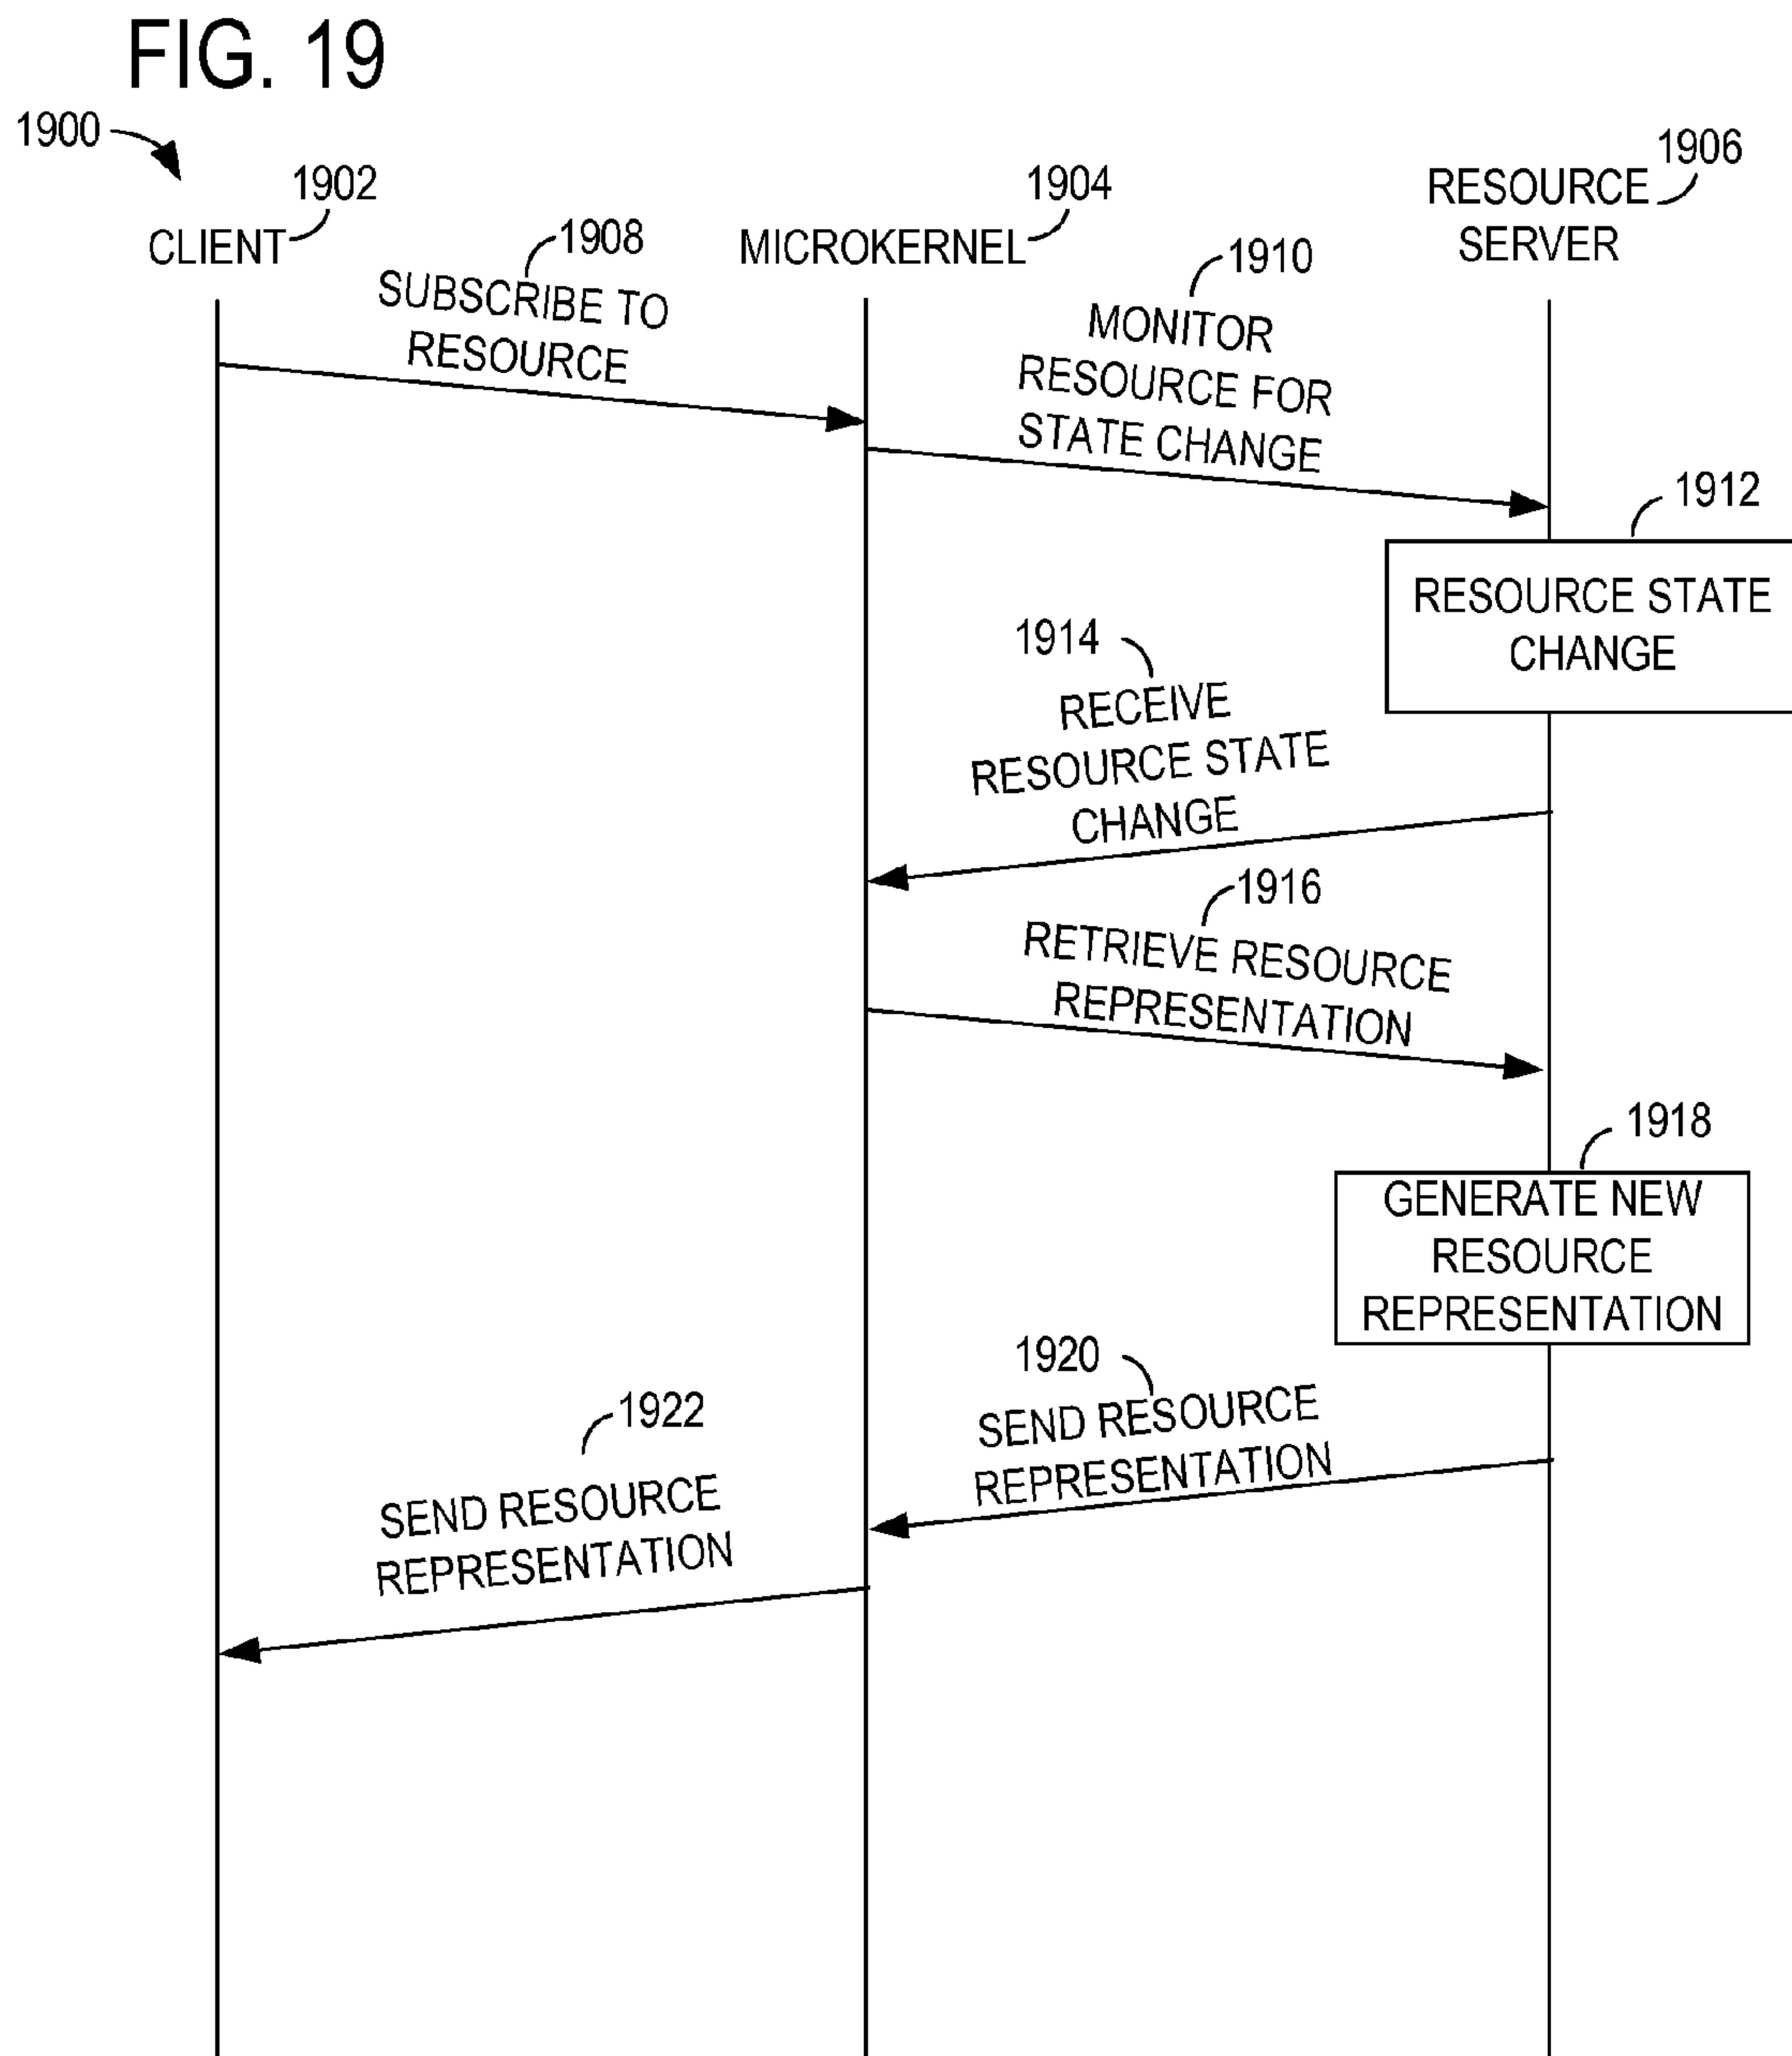 FIG. 19
1900
1902
CLIENT
1904
MICROKERNEL
1906
RESOURCE
SERVER
1908
SUBSCRIBE TO
RESOURCE
1910
MONITOR
RESOURCE FOR
STATE CHANGE
1912
RESOURCE STATE
CHANGE
1914
RECEIVE
RESOURCE STATE
CHANGE
1916
RETRIEVE RESOURCE
REPRESENTATION
1918
GENERATE NEW
RESOURCE
REPRESENTATION
1920
SEND RESOURCE
REPRESENTATION
1922
SEND RESOURCE
REPRESENTATION